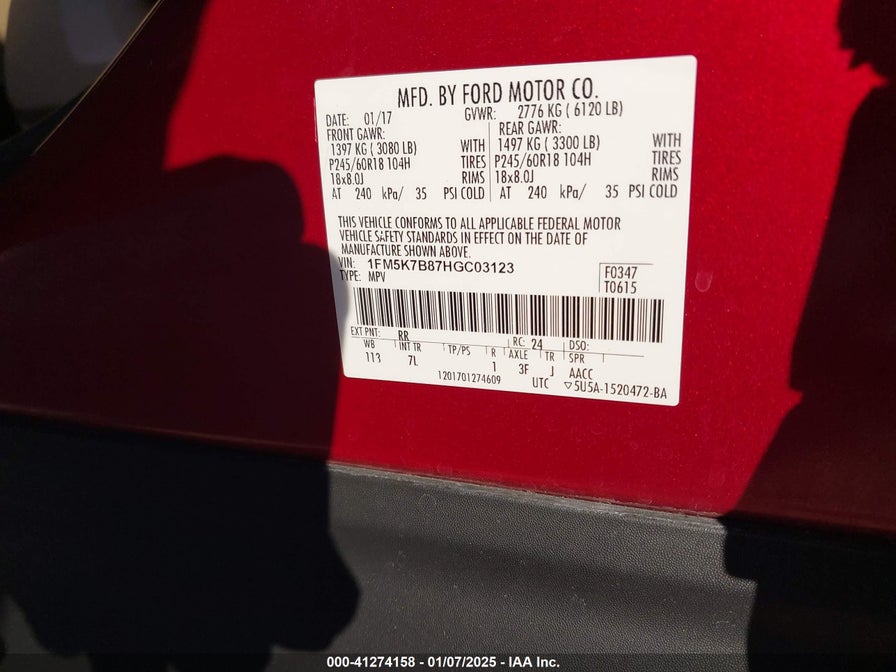 MFD. BY FORD MOTOR CO.
DATE: 01/17 GVWR: 2776 KG ( 6120 LB)
FRONT GAWR: REAR GAWR:
1397 KG ( 3080 LB) WITH 1497 KG ( 3300 LB) WITH
P245/60R18 104H TIRES P245/60R18 104H TIRES
18x8.0J RIMS 18x8.0J RIMS
AT 240 kPa/ 35 PSI COLD AT 240 kPa/ 35 PSI COLD
THIS VEHICLE CONFORMS TO ALL APPLICABLE FEDERAL MOTOR
VEHICLE SAFETY STANDARDS IN EFFECT ON THE DATE OF
MANUFACTURE SHOWN ABOVE.
VIN: 1FM5K7B87HGC03123
TYPE: MPV
F0347
T0615
EXT PNT: RR RC: 24 DSO:
WB INT TR TP/PS R AXLE TR SPR
113 7L 1 3F J AACC
1201701274609 UTC ▽5U5A-1520472-BA
000-41274158 - 01/07/2025 - IAA Inc.